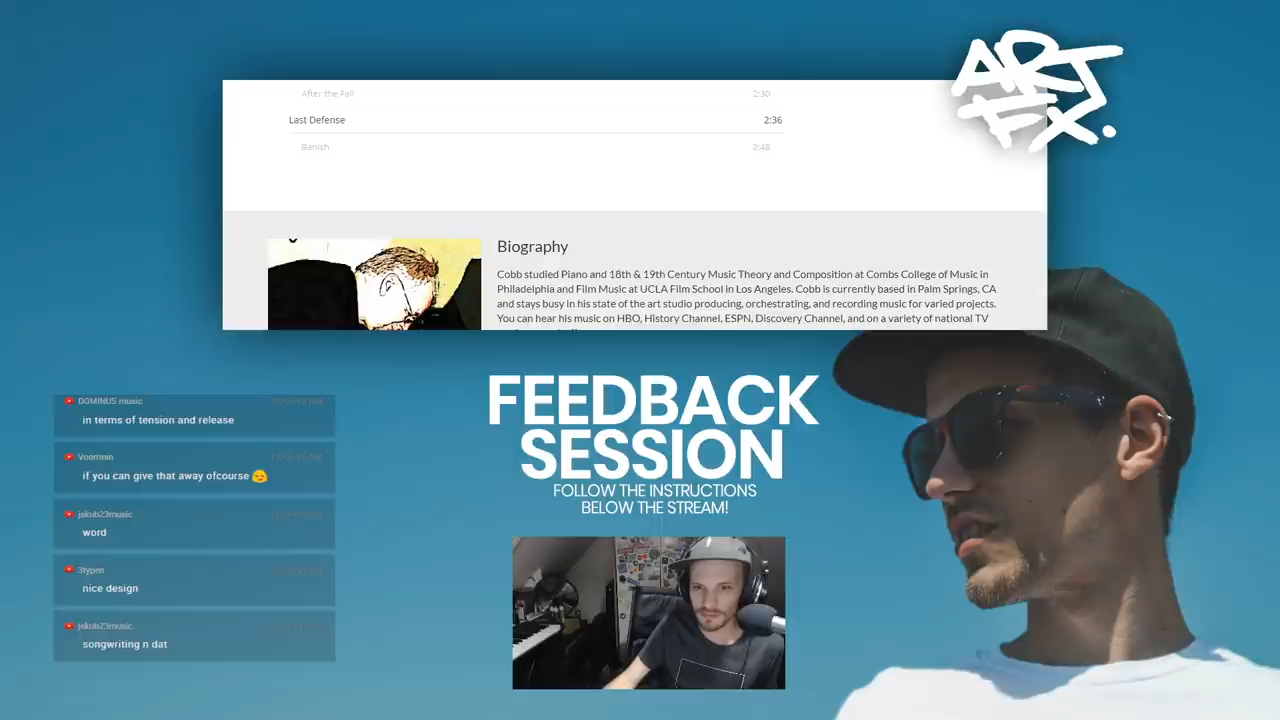 ART
FX.
After the Fall 2:30
Last Defense 2:36
Banish 2:48
Biography
Cobb studied Piano and 18th & 19th Century Music Theory and Composition at Combs College of Music in
Philadelphia and Film Music at UCLA Film School in Los Angeles. Cobb is currently based in Palm Springs, CA
and stays busy in his state of the art studio producing, orchestrating, and recording music for varied projects.
You can hear his music on HBO, History Channel, ESPN, Discovery Channel, and on a variety of national TV
FEEDBACK
SESSION
FOLLOW THE INSTRUCTIONS
BELOW THE STREAM!
DOMINUS music
in terms of tension and release
Voorman
if you can give that away ofcourse
jakub23music
word
3typen
nice design
jakub23music
songwriting n dat